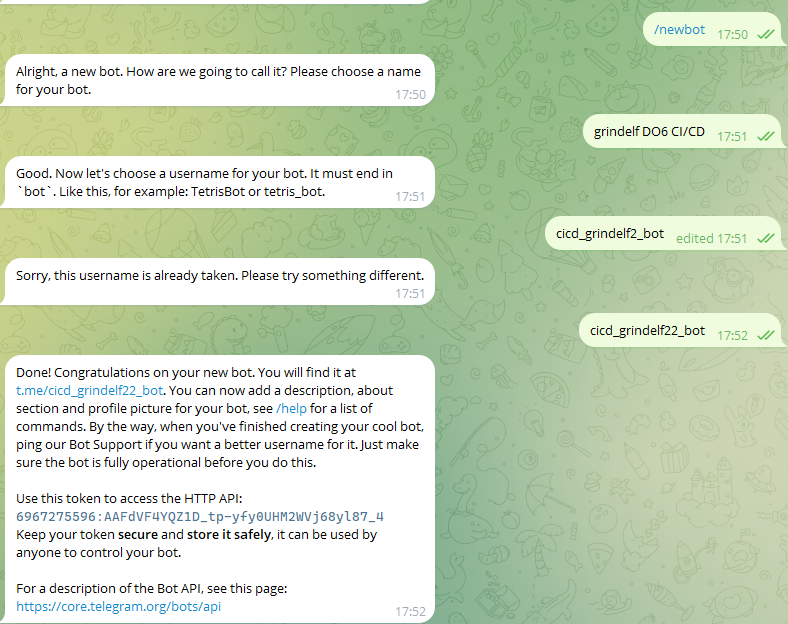 /newbot 17:50
Alright, a new bot. How are we going to call it? Please choose a name
for your bot.
17:50
grindelf DO6 CI/CD 17:51
Good. Now let's choose a username for your bot. It must end in
`bot`. Like this, for example: TetrisBot or tetris_bot.
17:51
cicd_grindelf2_bot edited 17:51
Sorry, this username is already taken. Please try something different.
17:51
cicd_grindelf22_bot 17:52
Done! Congratulations on your new bot. You will find it at
t.me/cicd_grindelf22_bot. You can now add a description, about
section and profile picture for your bot, see /help for a list of
commands. By the way, when you've finished creating your cool bot,
ping our Bot Support if you want a better username for it. Just make
sure the bot is fully operational before you do this.
Use this token to access the HTTP API:
6967275596:AAFdVF4YQZ1D_tp-yfy0UHM2WVj68yl87_4
Keep your token secure and store it safely, it can be used by
anyone to control your bot.
For a description of the Bot API, see this page:
https://core.telegram.org/bots/api
17:52